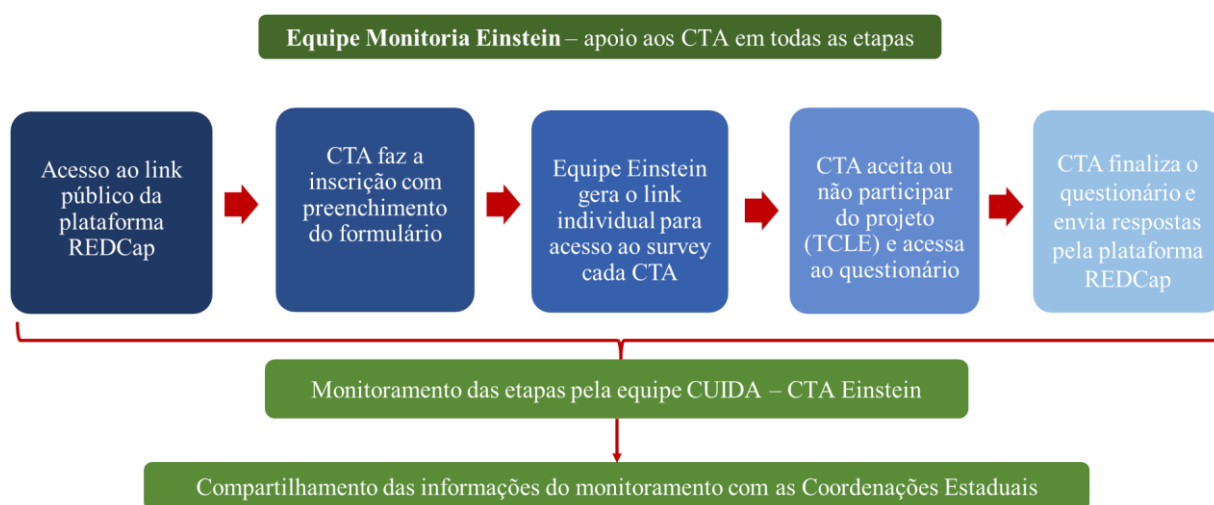 Equipe Monitoria Einstein – apoio aos CTA em todas as etapas
Acesso ao link
público da
plataforma
REDCap
CTA faz a
inscrição com
preenchimento
do formulário
Equipe Einstein
gera o link
individual para
acesso ao survey
cada CTA
CTA aceita ou
não participar
do projeto
(TCLE) e acessa
ao questionário
CTA finaliza o
questionário e
envia respostas
pela plataforma
REDCap
Monitoramento das etapas pela equipe CUIDA – CTA Einstein
Compartilhamento das informações do monitoramento com as Coordenações Estaduais